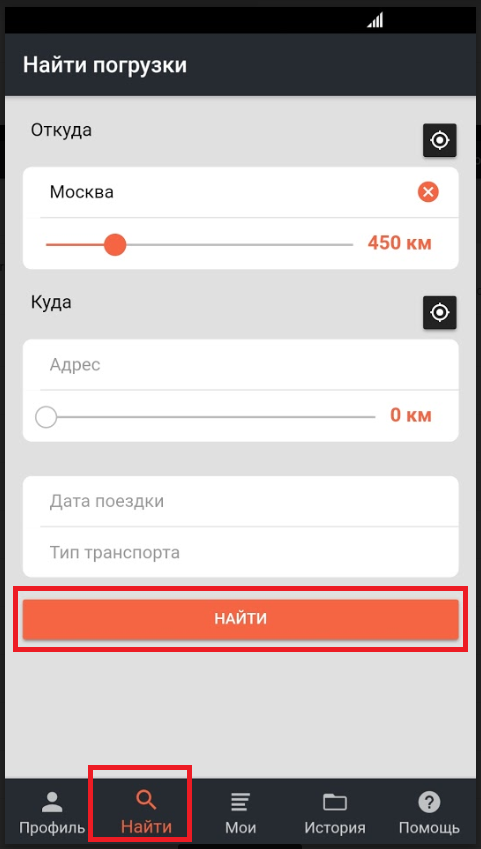 Найти погрузки
Откуда
Москва
450 км
Куда
Адрес
0 км
Дата поездки
Тип транспорта
НАЙТИ
Профиль Найти Мои История Помощь